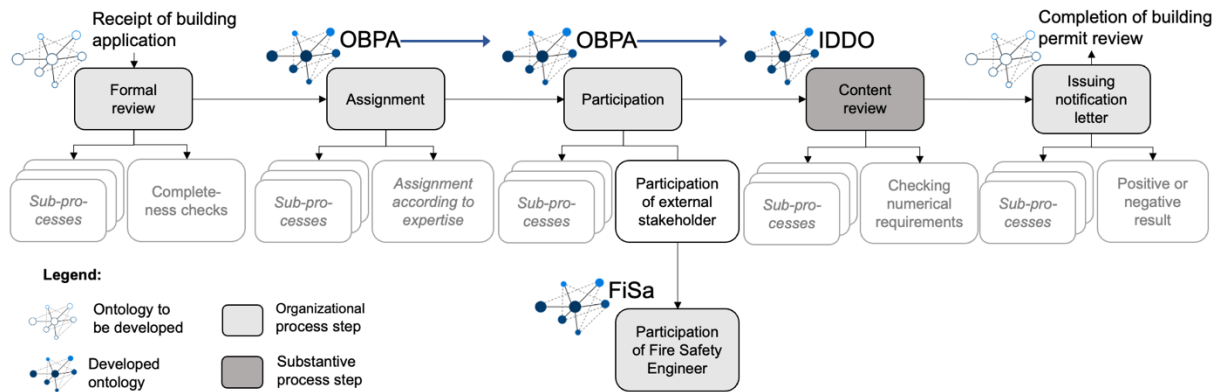 Receipt of building
application
OBPA
OBPA
IDDO
Completion of building
permit review
Formal
review
Assignment
Participation
Content
review
Issuing
notification
letter
Sub-pro-
cesses
Complete-
ness checks
Sub-pro-
cesses
Assignment
according to
expertise
Sub-pro-
cesses
Participation
of external
stakeholder
Sub-pro-
cesses
Checking
numerical
requirements
Sub-pro-
cesses
Positive or
negative
result
Legend:
Ontology to
be developed
Organizational
process step
Developed
ontology
Substantive
process step
FiSa
Participation
of Fire Safety
Engineer